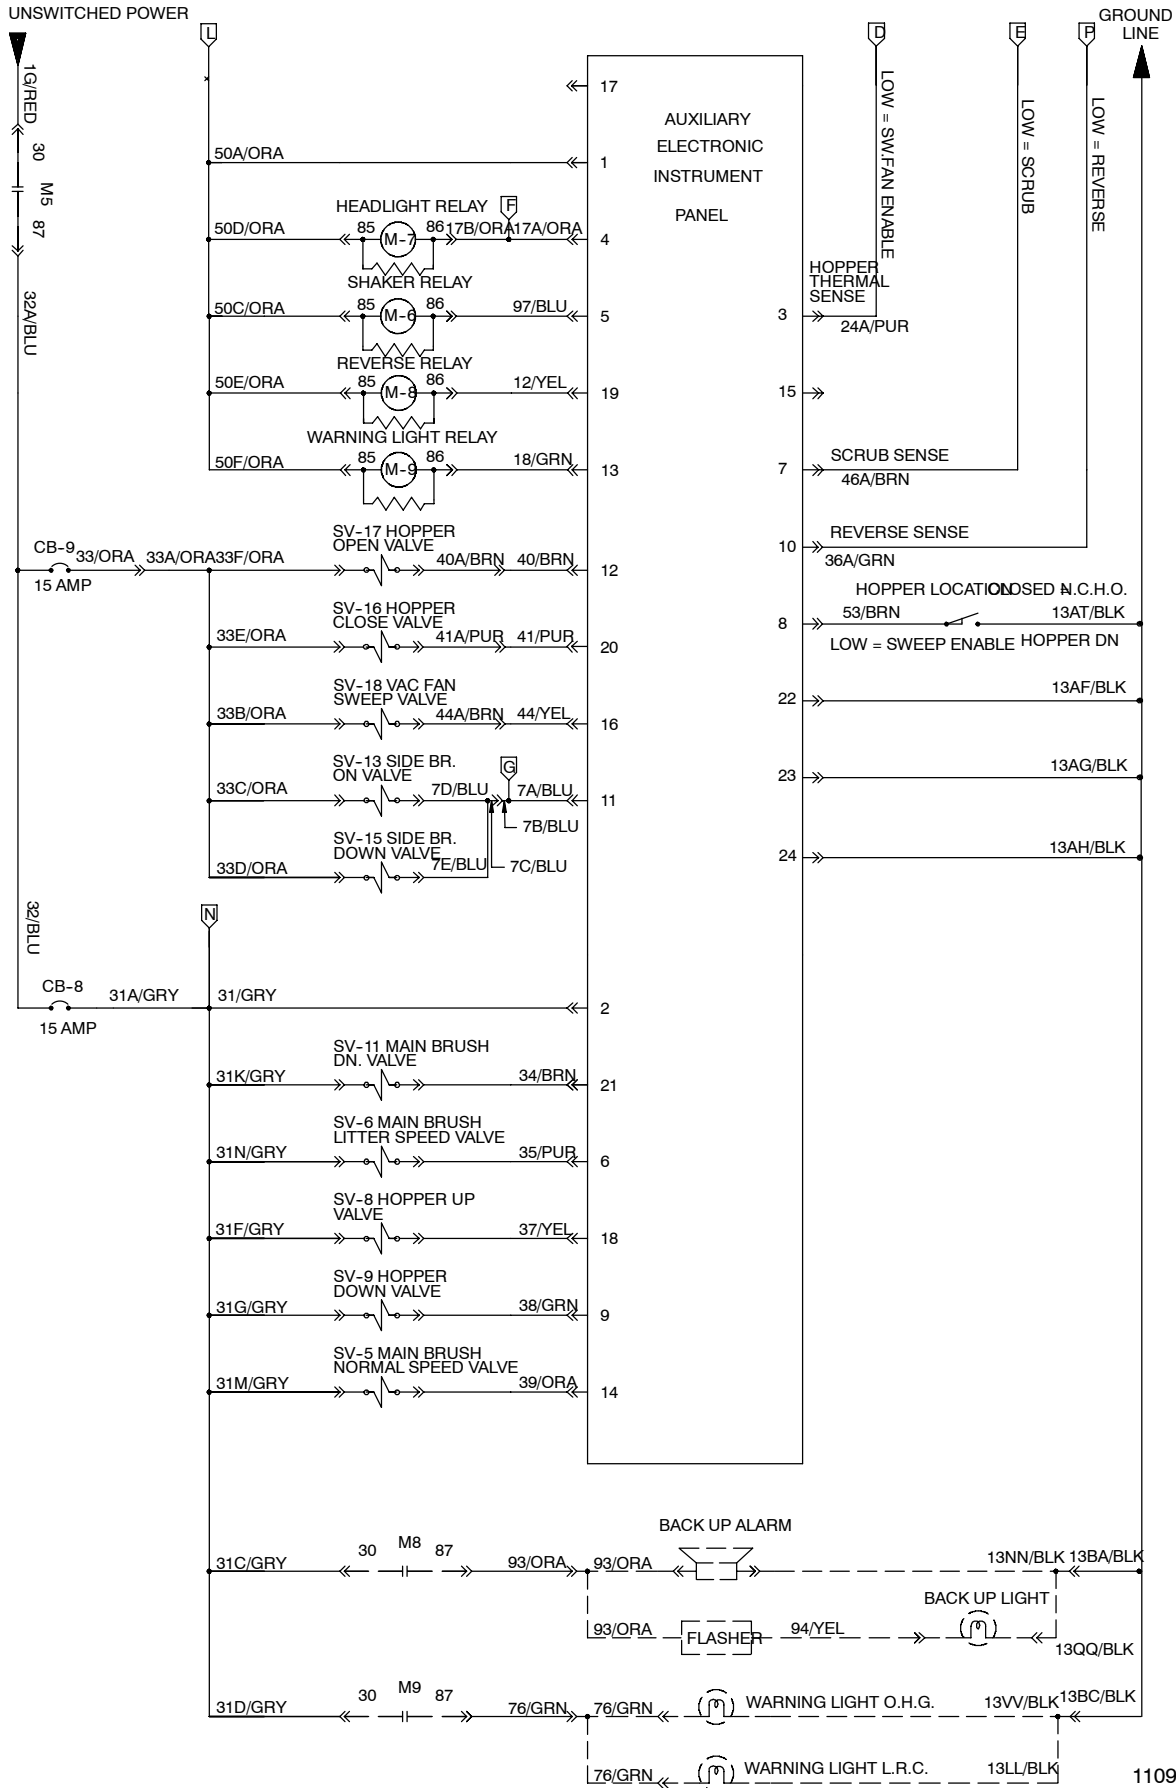 UNSWITCHED POWER
L
D
E
P
GROUND
LINE
1G/RED
30
M5
87
32A/BLU
32/BLU
17
AUXILIARY
ELECTRONIC
INSTRUMENT
PANEL
LOW = SW.FAN ENABLE
LOW = SCRUB
LOW = REVERSE
50A/ORA
1
HEADLIGHT RELAY
F
50D/ORA
85
M-7
86
17B/ORA
17A/ORA
4
SHAKER RELAY
50C/ORA
85
M-6
86
97/BLU
5
HOPPER
THERMAL
SENSE
3
24A/PUR
REVERSE RELAY
50E/ORA
85
M-8
86
12/YEL
19
15
WARNING LIGHT RELAY
50F/ORA
85
M-9
86
18/GRN
13
7
SCRUB SENSE
46A/BRN
SV-17 HOPPER
OPEN VALVE
CB-9
15 AMP
33/ORA
33A/ORA
33F/ORA
40A/BRN
40/BRN
12
10
REVERSE SENSE
36A/GRN
SV-16 HOPPER
CLOSE VALVE
33E/ORA
41A/PUR
41/PUR
20
HOPPER LOCATION
CLOSED = N.C.H.O.
8
53/BRN
13AT/BLK
LOW = SWEEP ENABLE
HOPPER DN
SV-18 VAC FAN
SWEEP VALVE
33B/ORA
44A/BRN
44/YEL
16
22
13AF/BLK
SV-13 SIDE BR.
ON VALVE
G
33C/ORA
7D/BLU
7A/BLU
11
7B/BLU
23
13AG/BLK
SV-15 SIDE BR.
DOWN VALVE
33D/ORA
7E/BLU
7C/BLU
24
13AH/BLK
N
CB-8
15 AMP
31A/GRY
31/GRY
2
SV-11 MAIN BRUSH
DN. VALVE
31K/GRY
34/BRN
21
SV-6 MAIN BRUSH
LITTER SPEED VALVE
31N/GRY
35/PUR
6
SV-8 HOPPER UP
VALVE
31F/GRY
37/YEL
18
SV-9 HOPPER
DOWN VALVE
31G/GRY
38/GRN
9
SV-5 MAIN BRUSH
NORMAL SPEED VALVE
31M/GRY
39/ORA
14
BACK UP ALARM
31C/GRY
30
M8
87
93/ORA
93/ORA
13NN/BLK
13BA/BLK
BACK UP LIGHT
93/ORA
FLASHER
94/YEL
13QQ/BLK
31D/GRY
30
M9
87
76/GRN
76/GRN
WARNING LIGHT O.H.G.
13VV/BLK
13BC/BLK
76/GRN
WARNING LIGHT L.R.C.
13LL/BLK
1109